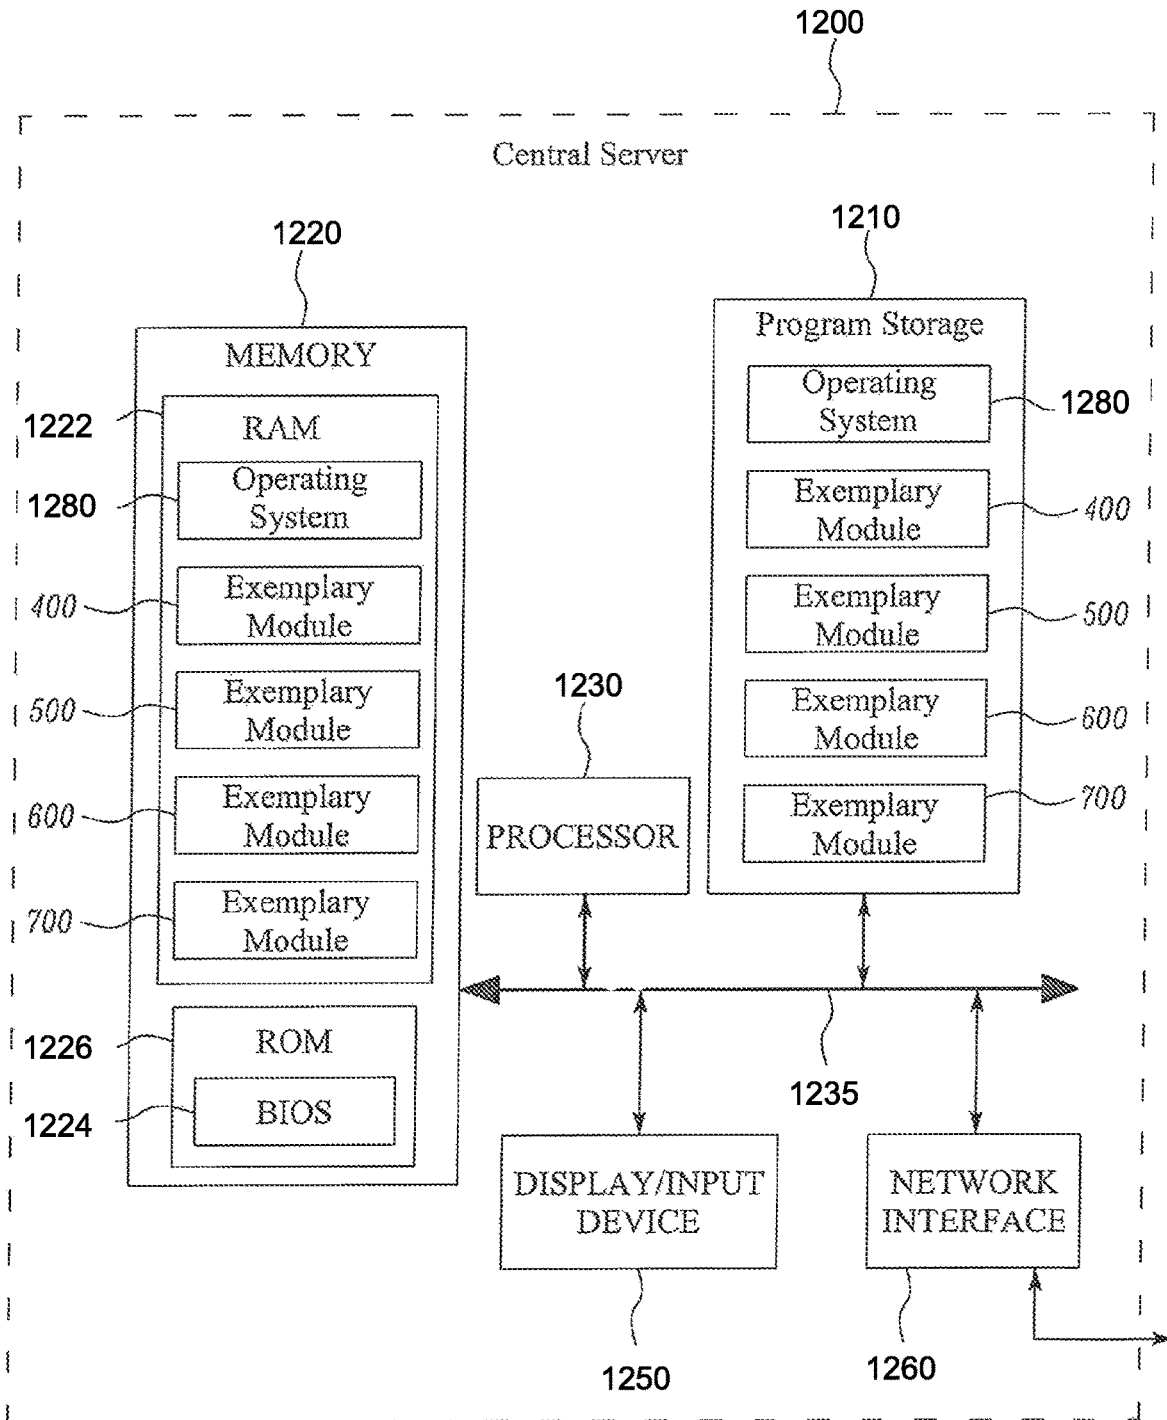 1200
Central Server
1220
MEMORY
1222
RAM
1280
Operating
System
400
Exemplary
Module
500
Exemplary
Module
600
Exemplary
Module
700
Exemplary
Module
1226
ROM
1224
BIOS
1210
Program Storage
Operating
System
1280
Exemplary
Module
400
Exemplary
Module
500
Exemplary
Module
600
Exemplary
Module
700
1230
PROCESSOR
1235
DISPLAY/INPUT
DEVICE
1250
NETWORK
INTERFACE
1260